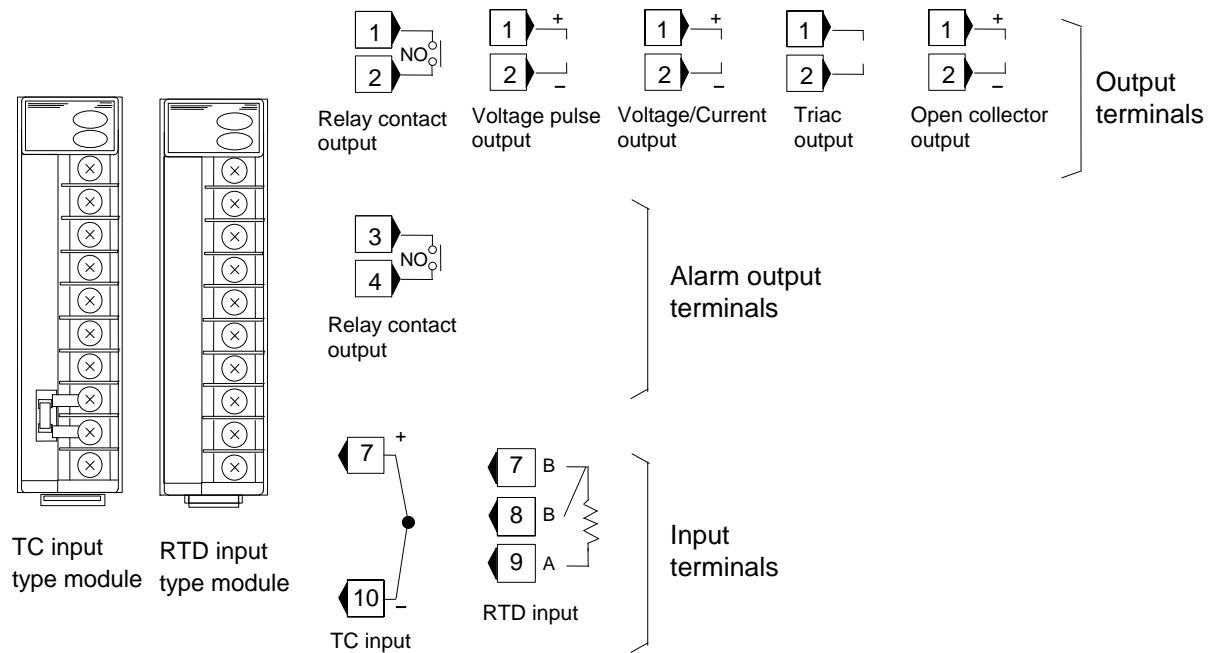 1 + 1 + 1 1 + 1
NO
2 − 2 − 2 2 − 2
Relay contact output
Voltage pulse output
Voltage/Current output
Triac output
Open collector output
Output terminals
3
NO
4
Relay contact output
Alarm output terminals
7 +
10 −
TC input
7 B
8 B
9 A
RTD input
Input terminals
TC input type module
RTD input type module